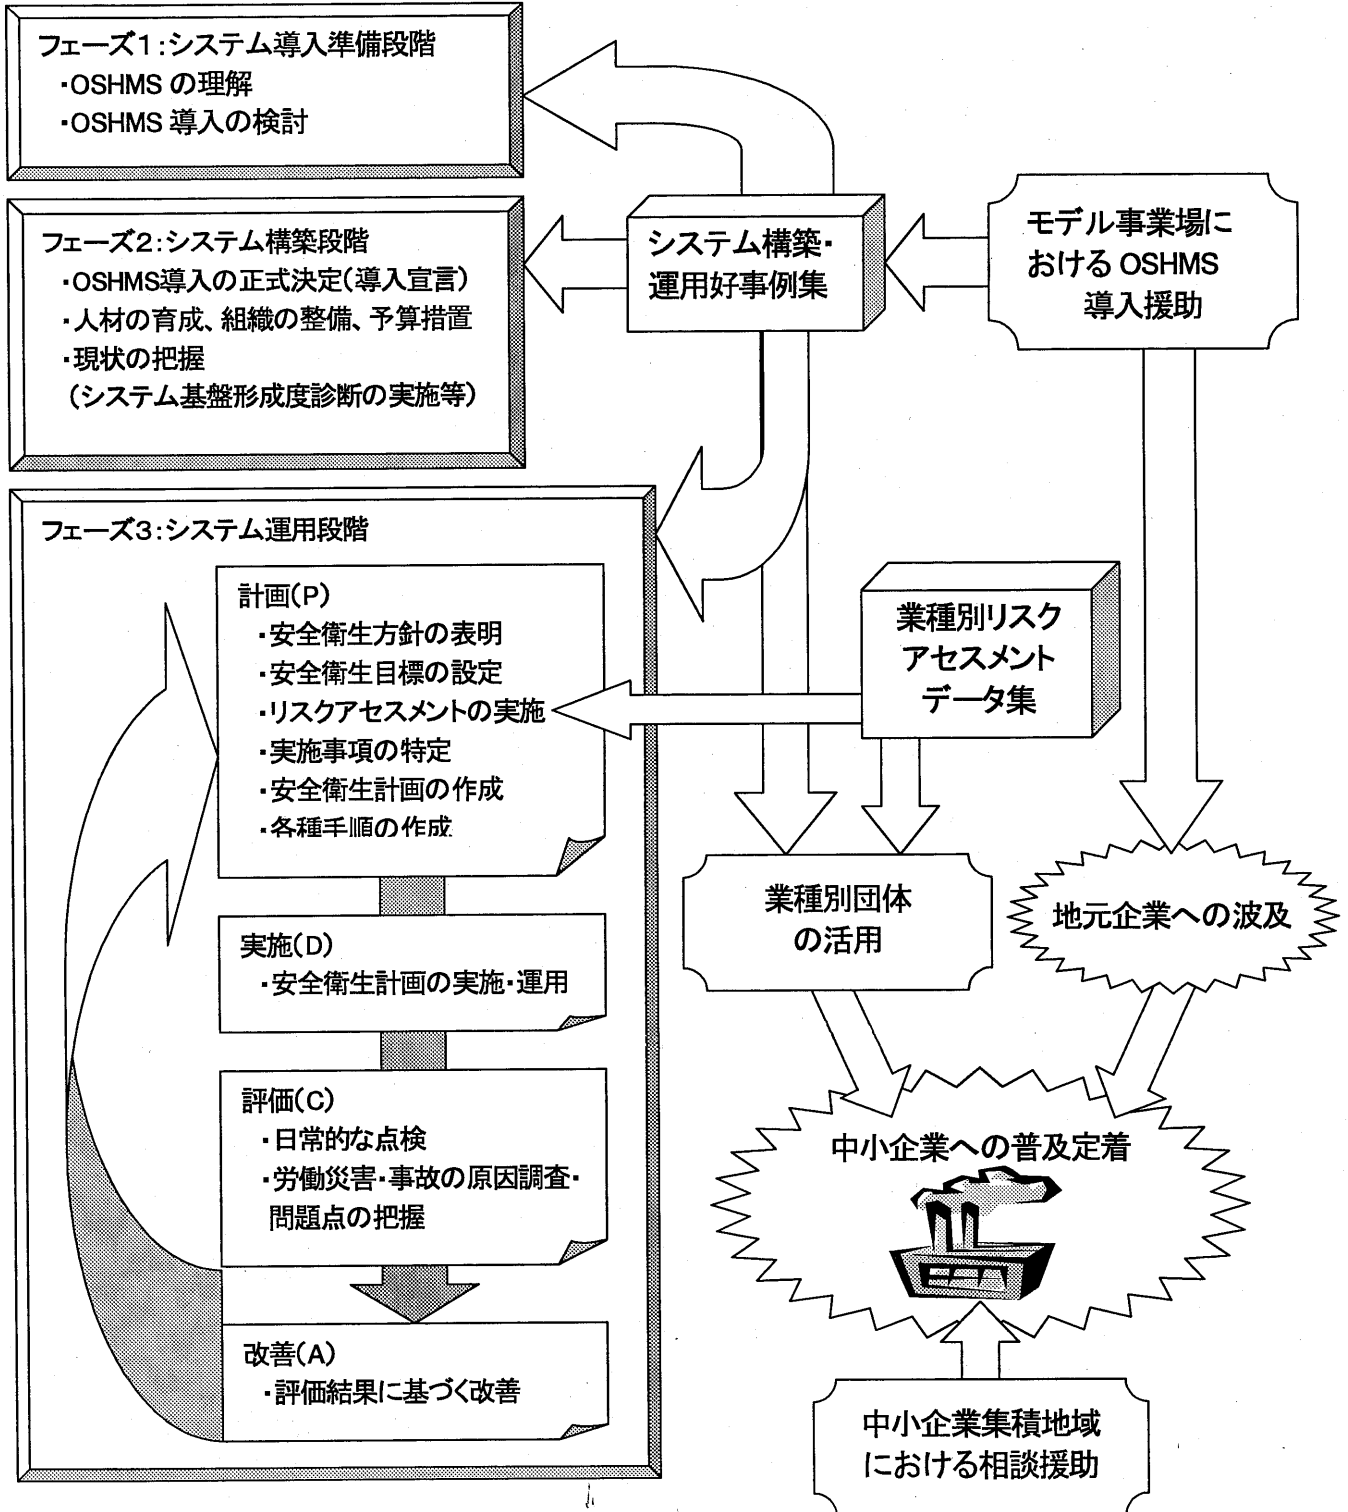 フェーズ1:システム導入準備段階
・OSHMS の理解
・OSHMS 導入の検討
フェーズ2:システム構築段階
・OSHMS導入の正式決定(導入宣言)
・人材の育成、組織の整備、予算措置
・現状の把握
(システム基盤形成度診断の実施等)
システム構築・
運用好事例集
モデル事業場に
おける OSHMS
導入援助
フェーズ3:システム運用段階
計画(P)
・安全衛生方針の表明
・安全衛生目標の設定
・リスクアセスメントの実施
・実施事項の特定
・安全衛生計画の作成
・各種手順の作成
実施(D)
・安全衛生計画の実施・運用
評価(C)
・日常的な点検
・労働災害・事故の原因調査・
問題点の把握
改善(A)
・評価結果に基づく改善
業種別リスク
アセスメント
データ集
業種別団体
の活用
地元企業への波及
中小企業への普及定着
中小企業集積地域
における相談援助